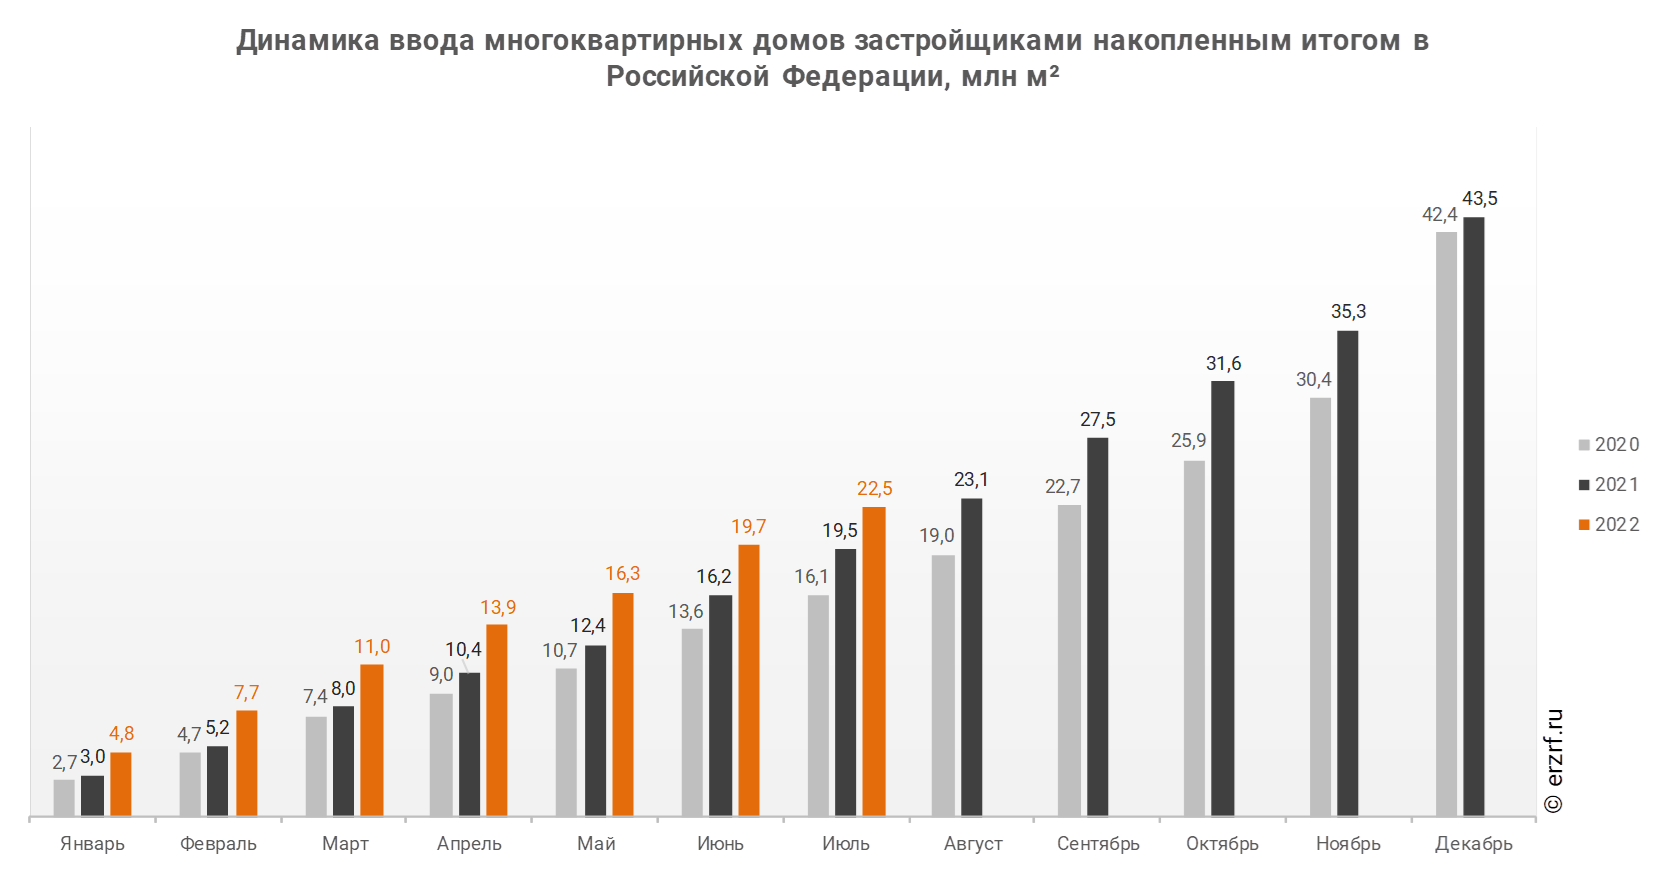 Динамика ввода многоквартирных домов застройщиками накопленным итогом в
Российской Федерации, млн м²
2,7
3,0
4,8
4,7
5,2
7,7
7,4
8,0
11,0
9,0
10,4
13,9
10,7
12,4
16,3
13,6
16,2
19,7
16,1
19,5
22,5
19,0
23,1
22,7
27,5
25,9
31,6
30,4
35,3
42,4
43,5
2020
2021
2022
© erzrf.ru
Январь
Февраль
Март
Апрель
Май
Июнь
Июль
Август
Сентябрь
Октябрь
Ноябрь
Декабрь